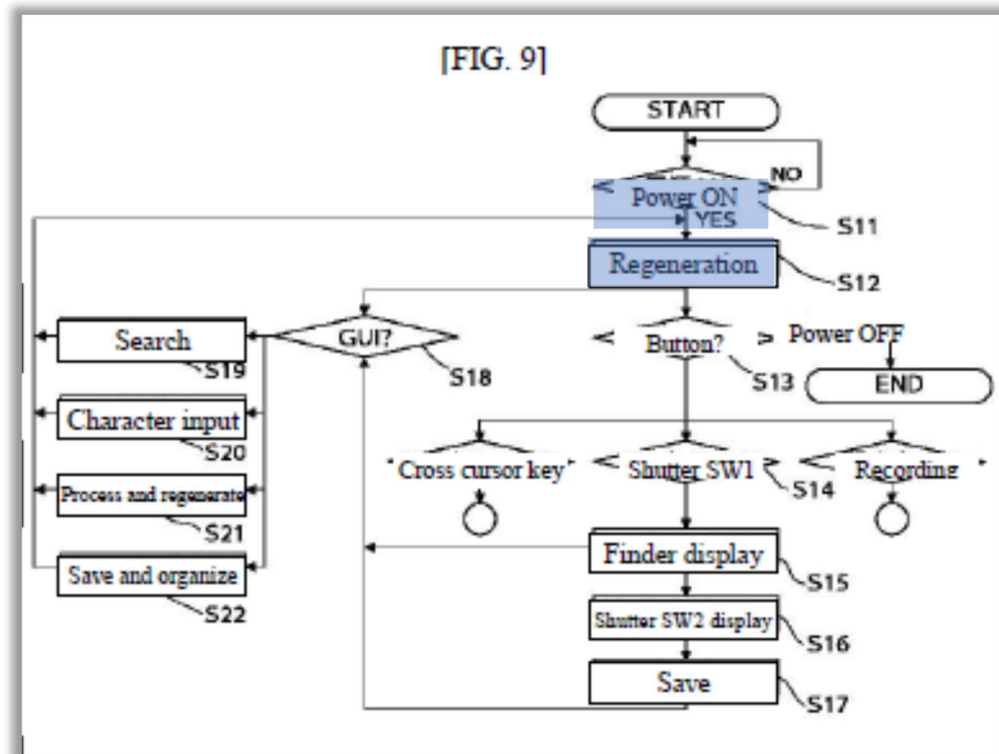 [FIG. 9]
START
NO
Power ON
YES
S11
Regeneration
S12
Search
S19
GUI?
S18
Button?
S13
Power OFF
END
Character input
S20
Cross cursor key
Shutter SW1
S14
Recording
Process and regenerate
S21
Finder display
S15
Save and organize
S22
Shutter SW2 display
S16
Save
S17